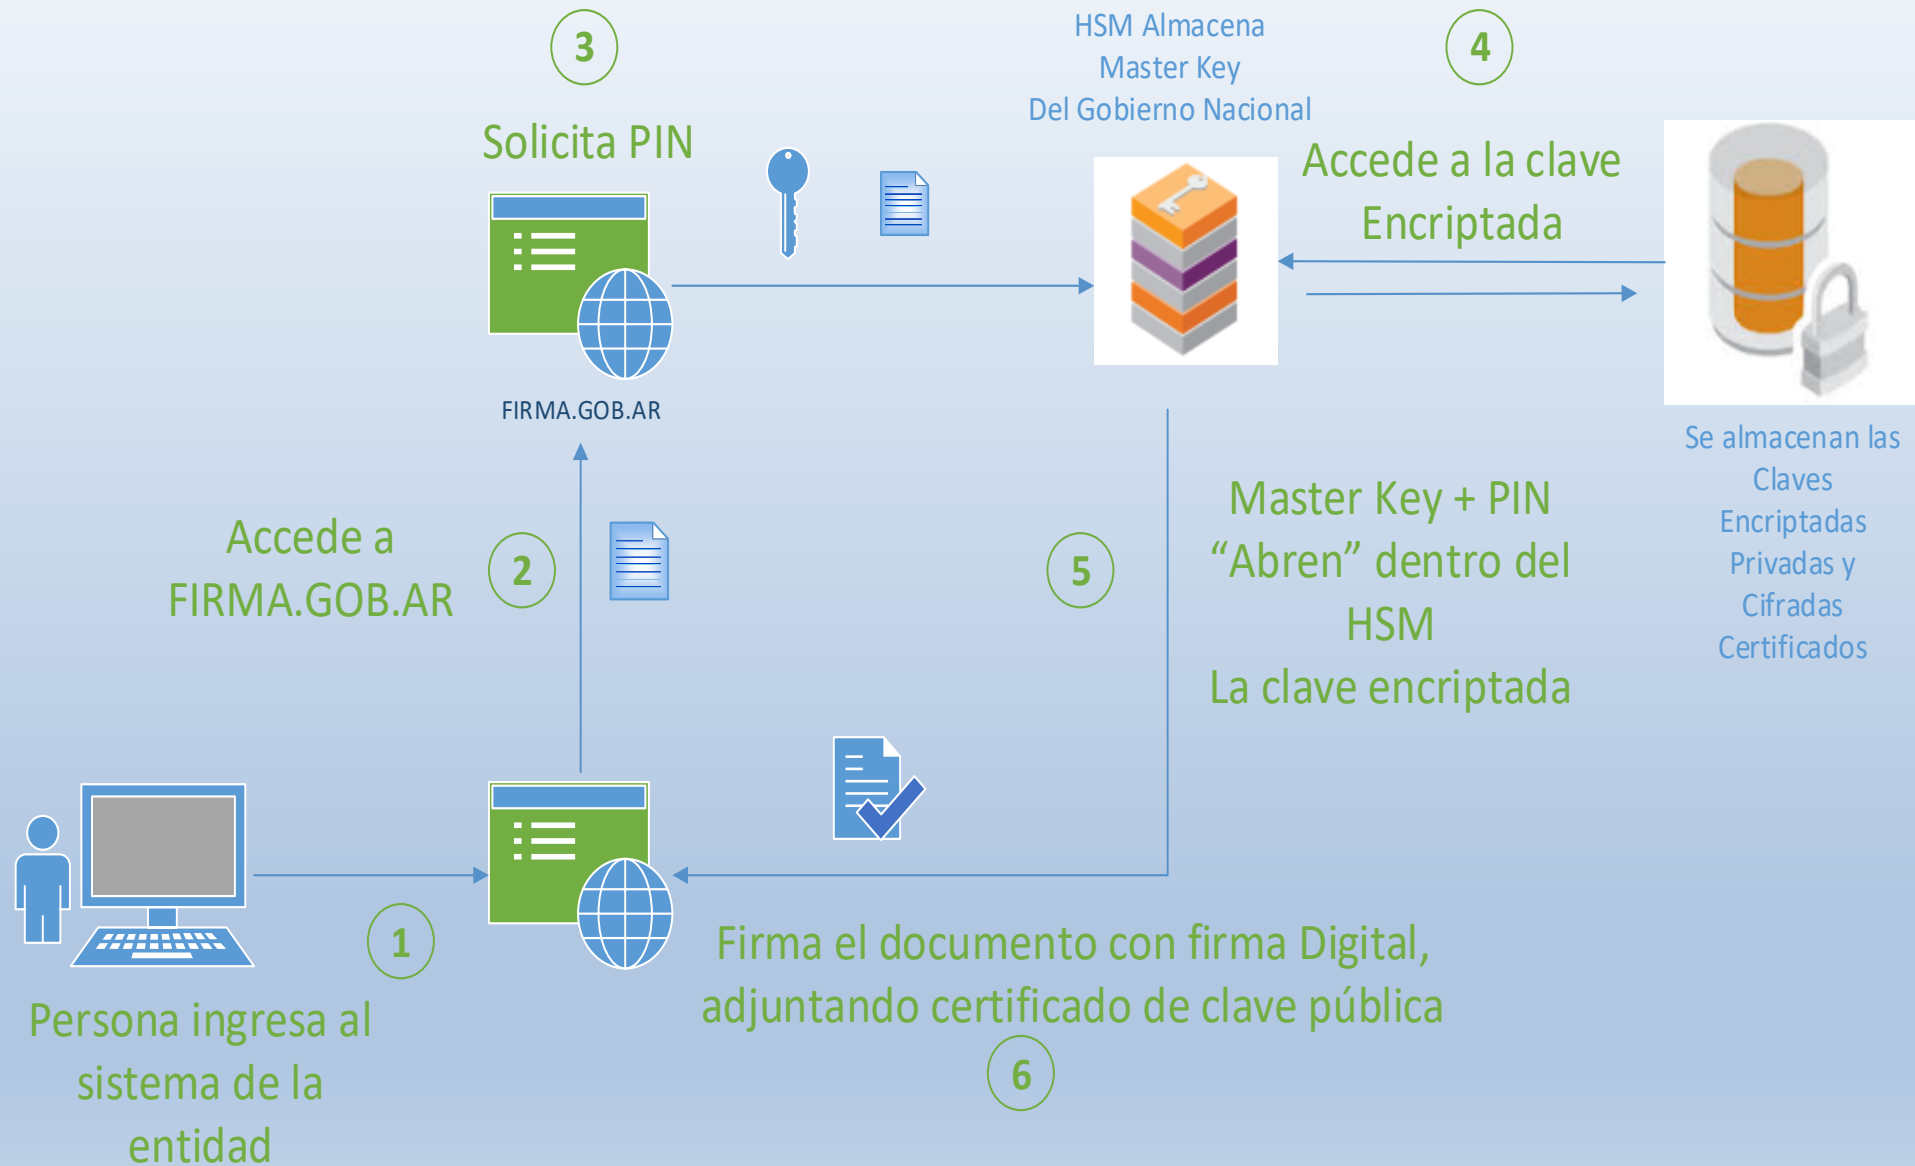 3
Solicita PIN
FIRMA.GOB.AR
HSM Almacena
Master Key
Del Gobierno Nacional
4
Accede a la clave
Encriptada
Se almacenan las
Claves
Encriptadas
Privadas y
Cifradas
Certificados
Accede a
FIRMA.GOB.AR
2
5
Master Key + PIN
“Abren” dentro del
HSM
La clave encriptada
1
Persona ingresa al
sistema de la
entidad
Firma el documento con firma Digital,
adjuntando certificado de clave pública
6